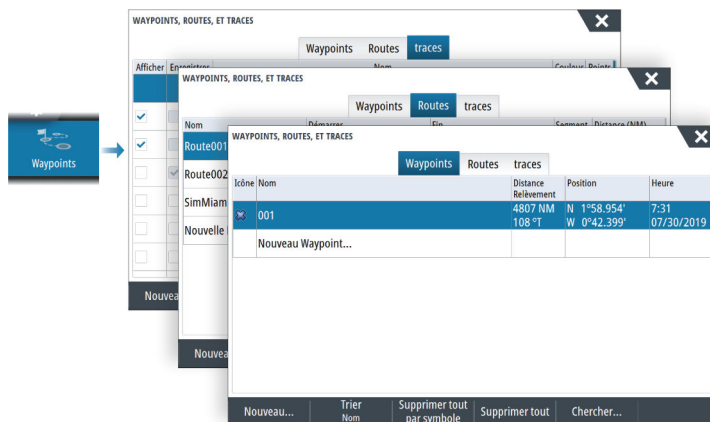 WAYPOINTS, ROUTES, ET TRACES
Waypoints Routes traces
Afficher Enregistrer Nom Couleur Points
Waypoints
Nouvea
WAYPOINTS, ROUTES, ET TRACES
Waypoints Routes traces
Nom Démarrer Fin Segment Distance (NM)
Route001
Route002
SimMiam
Nouvelle
Nouvea
WAYPOINTS, ROUTES, ET TRACES
Waypoints Routes traces
Icône Nom Distance Position Heure
Relèvement
001 4807 NM N 1°58.954' 7:31
108 °T W 0°42.399' 07/30/2019
Nouveau Waypoint...
Nouveau... Trier Supprimer tout Supprimer tout Chercher...
Nom par symbole